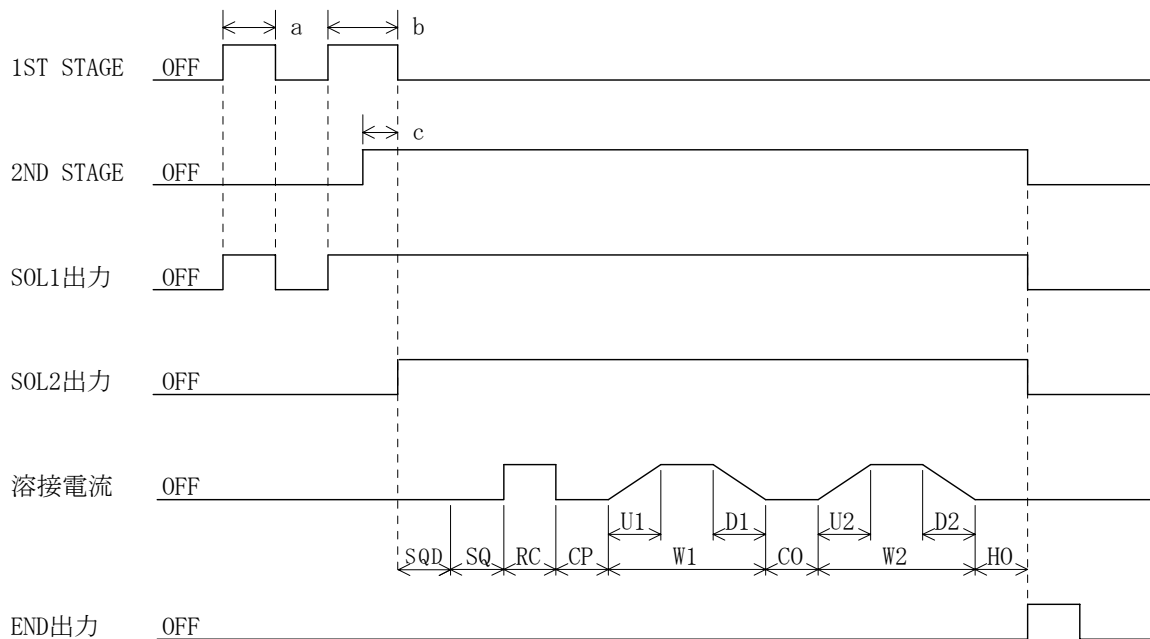 a b
1ST STAGE OFF
c
2ND STAGE OFF
SOL1出力 OFF
SOL2出力 OFF
溶接電流 OFF
U1 D1 U2 D2
SQD SQ RC CP W1 CO W2 HO
END出力 OFF